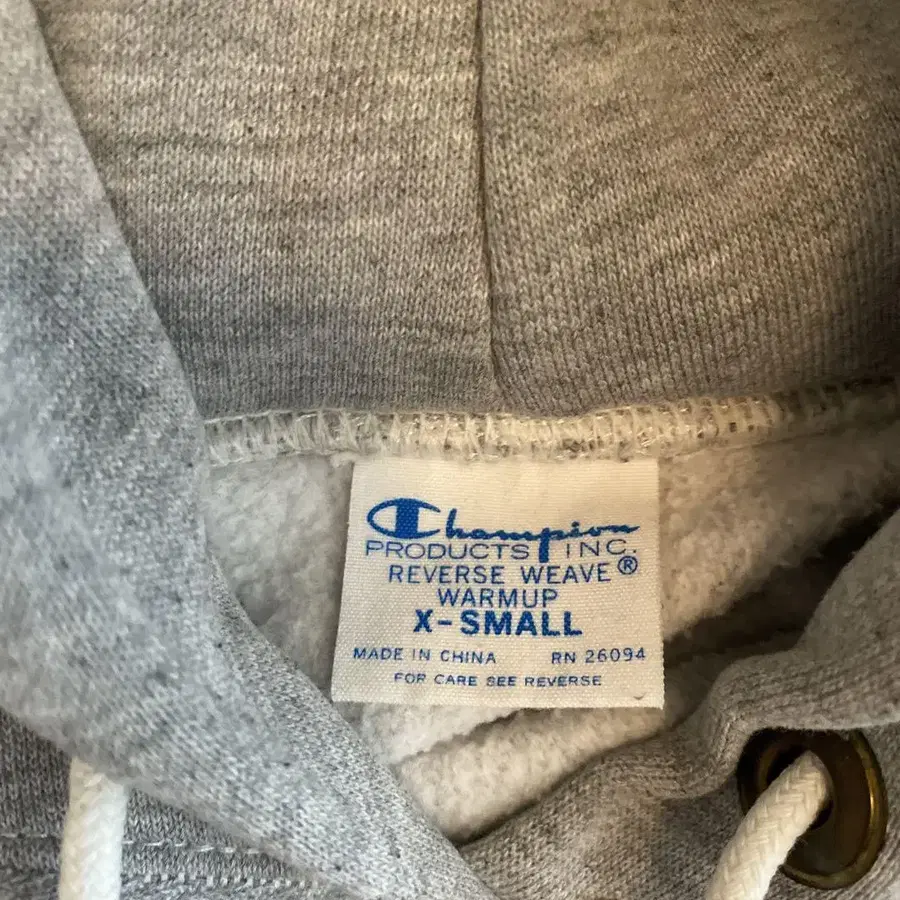 Champion
PRODUCTS INC.
REVERSE WEAVE®
WARMUP
X-SMALL
MADE IN CHINA RN 26094
FOR CARE SEE REVERSE